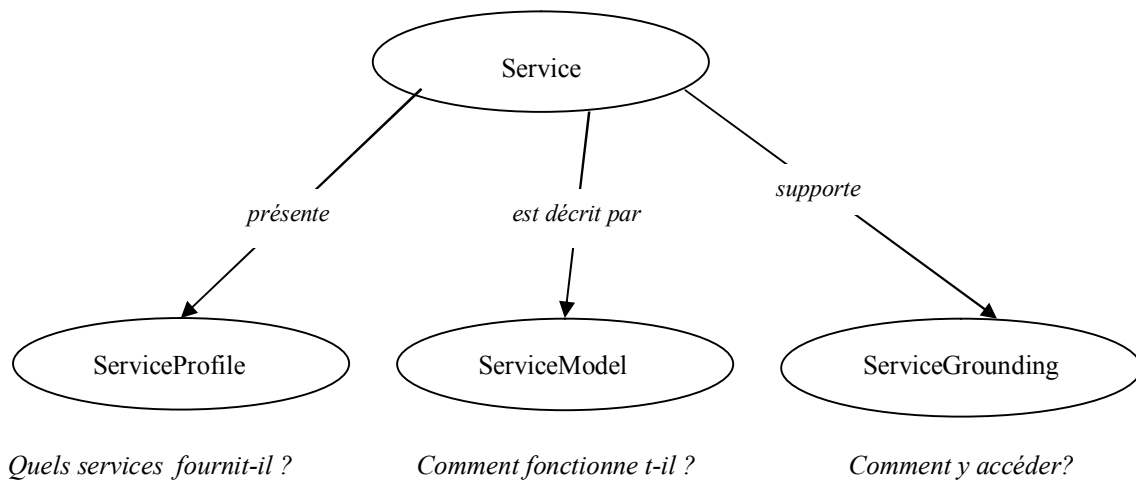 Service
supporte
présente
est décrit par
ServiceProfile
ServiceModel
ServiceGrounding
Quels services fournit-il ?
Comment fonctionne t-il ?
Comment y accéder?